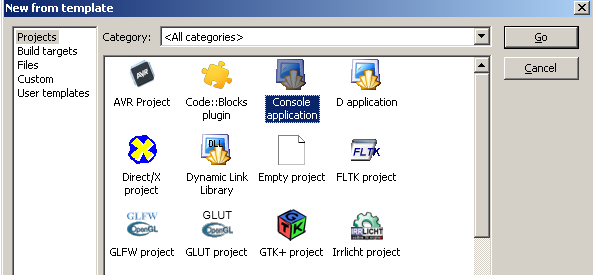 New from template
Projects
Build targets
Files
Custom
User templates
Category: <All categories>
Go
Cancel
AVR
AVR Project
Code::Blocks
plugin
Console
application
D application
Direct/X
project
DLL
Dynamic Link
Library
Empty project
FLTK
FLTK project
GLFW
OpenGL
GLFW project
GLUT
OpenGL
GLUT project
GTK
GTK+ project
IRRLICHT
Irrlicht project